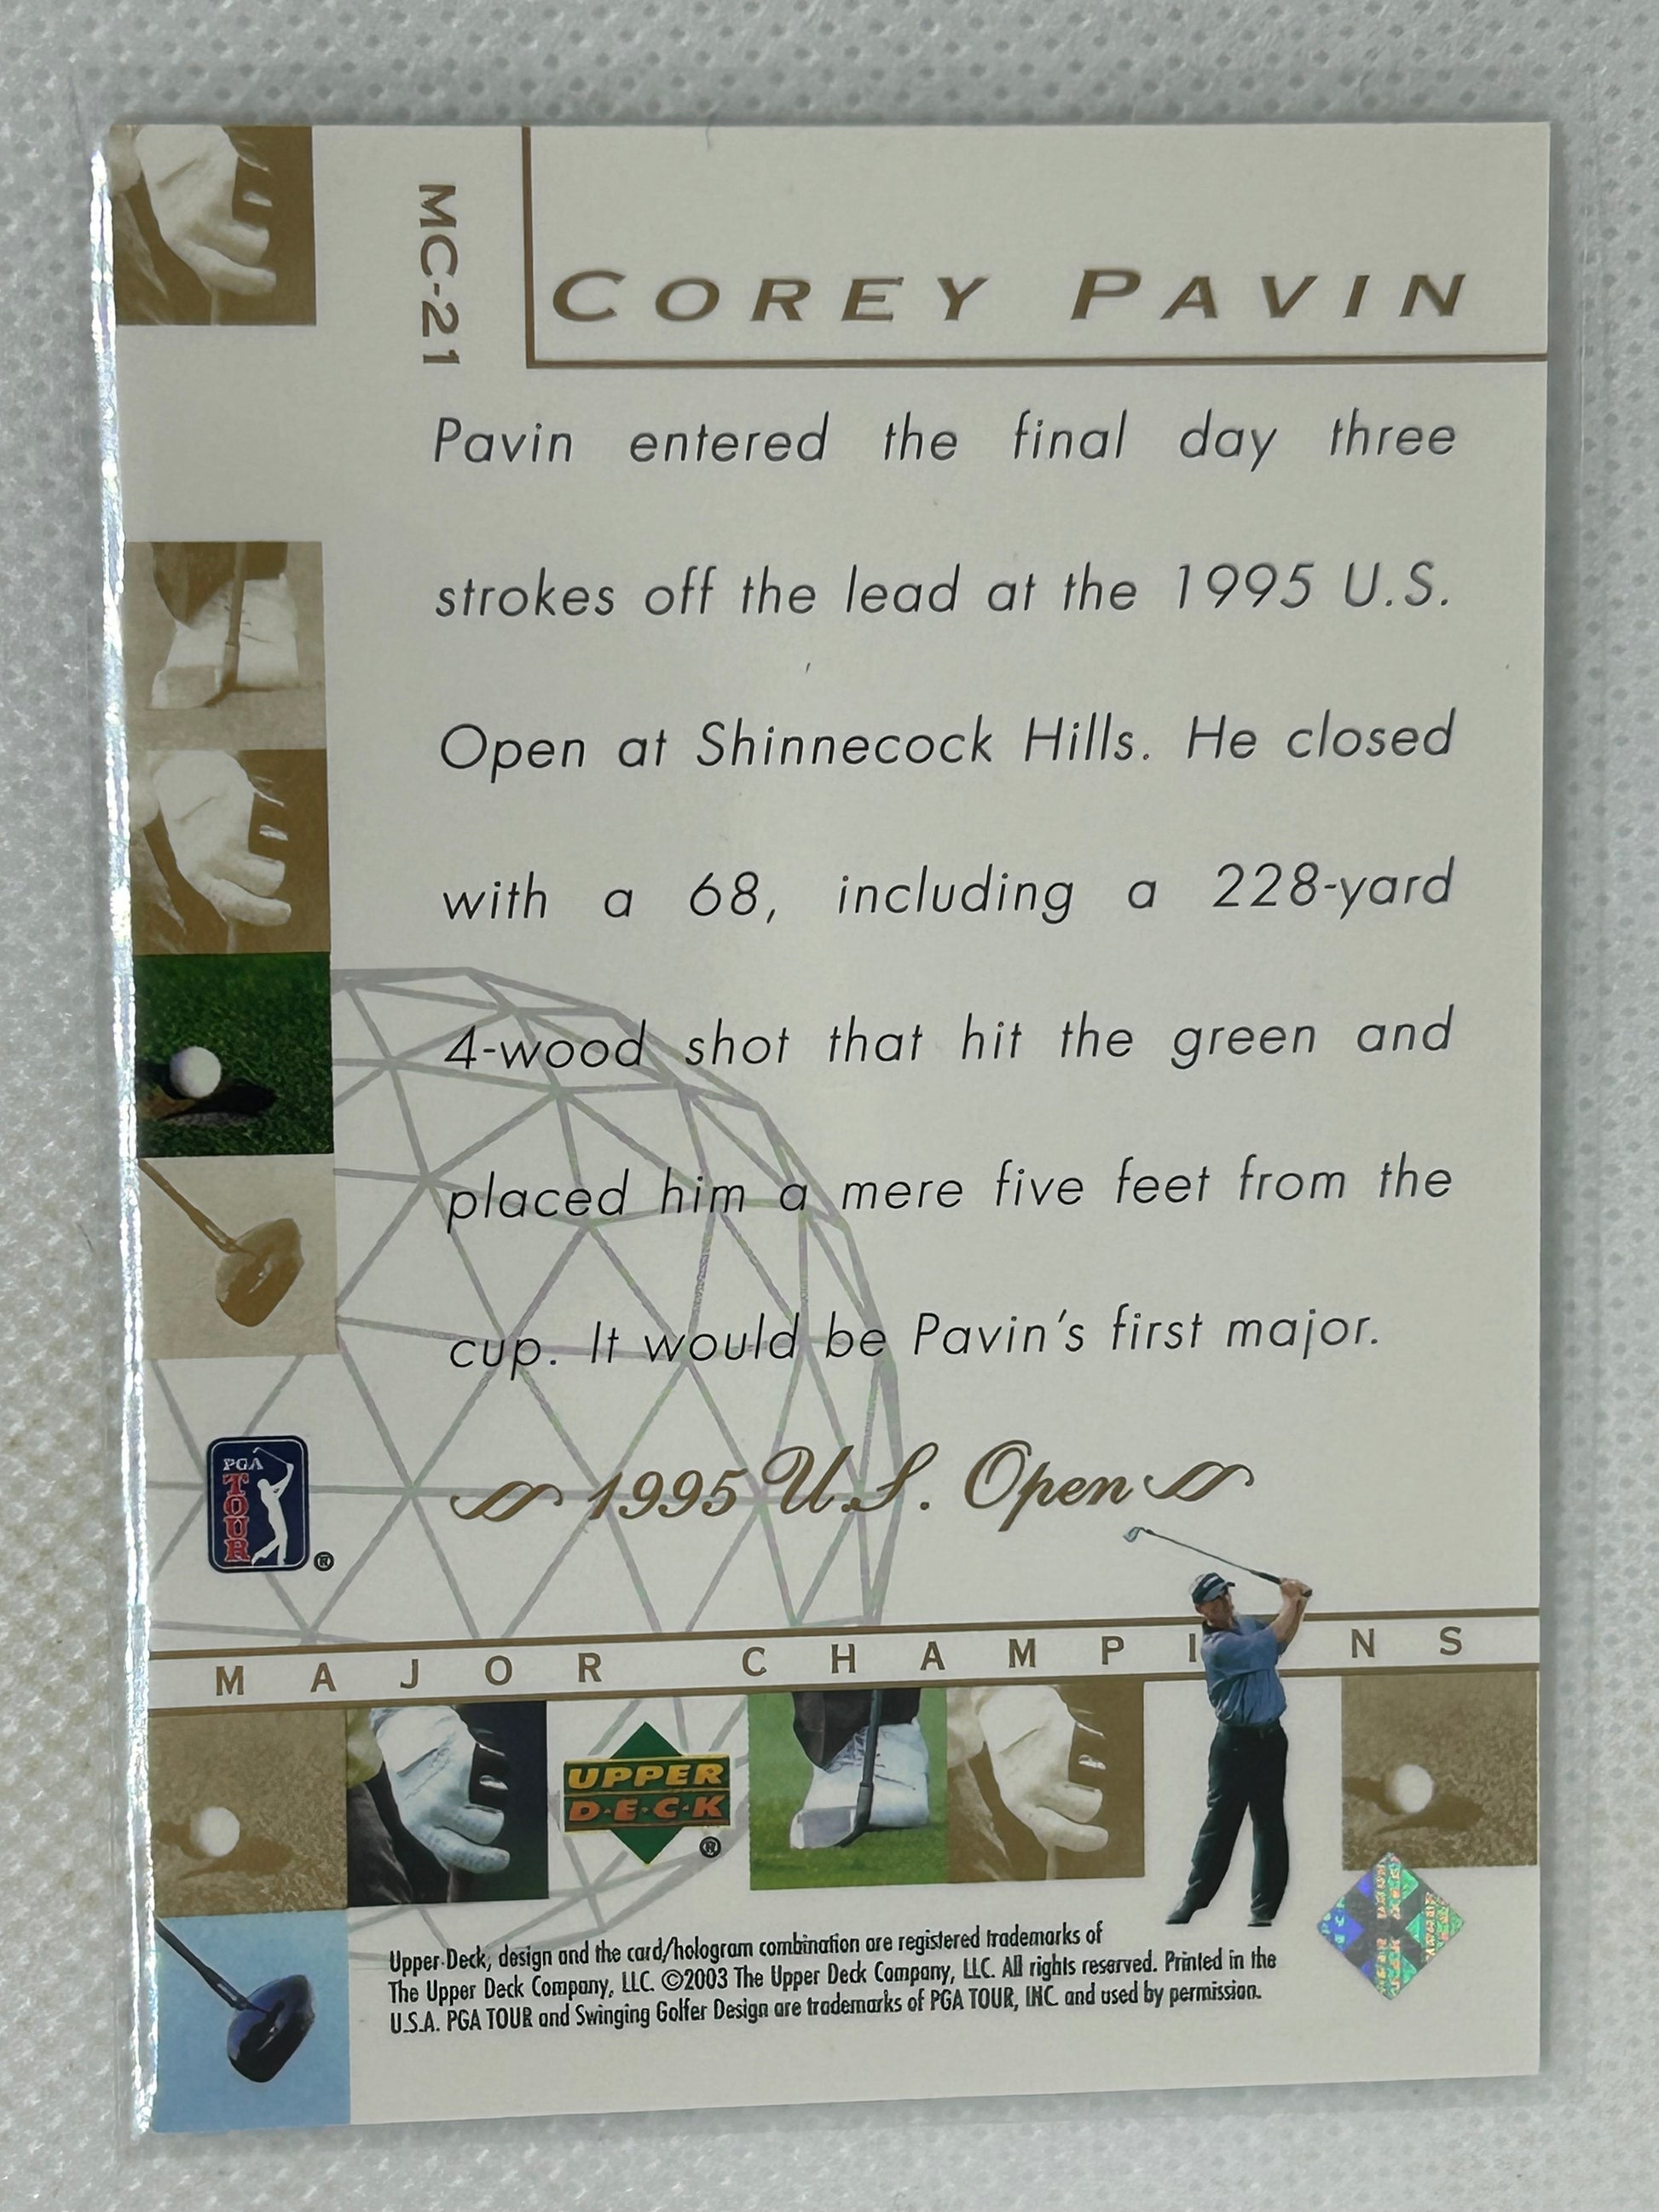 MC-21
COREY PAVIN
Pavin entered the final day three
strokes off the lead at the 1995 U.S.
Open at Shinnecock Hills. He closed
with a 68, including a 228-yard
4-wood shot that hit the green and
placed him a mere five feet from the
cup. It would be Pavin's first major.
PGA
TOUR
®
1995 U.S. Open
MAJOR CHAMPI NS
UPPER
D·E·C·K
®
Upper Deck, design and the card/hologram combination are registered trademarks of
The Upper Deck Company, LLC. ©2003 The Upper Deck Company, LLC. All rights reserved. Printed in the
U.S.A. PGA TOUR and Swinging Golfer Design are trademarks of PGA TOUR, INC. and used by permission.